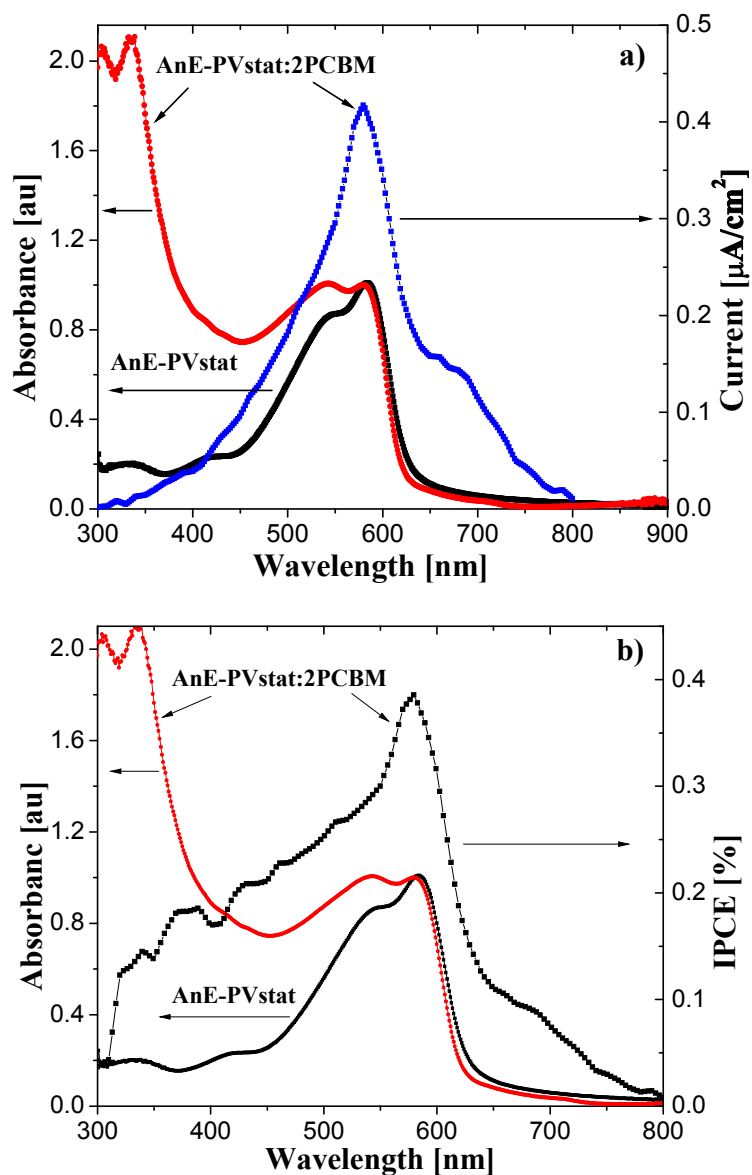 a)
AnE-PVstat:2PCBM
AnE-PVstat
Absorbance [au]
2.0
1.6
1.2
0.8
0.4
0.0
Current [µA/cm²]
0.5
0.4
0.3
0.2
0.1
0.0
300 400 500 600 700 800 900
Wavelength [nm]
b)
AnE-PVstat:2PCBM
AnE-PVstat
Absorbanc [au]
2.0
1.6
1.2
0.8
0.4
0.0
IPCE [%]
0.4
0.3
0.2
0.1
0.0
300 400 500 600 700 800
Wavelength [nm]